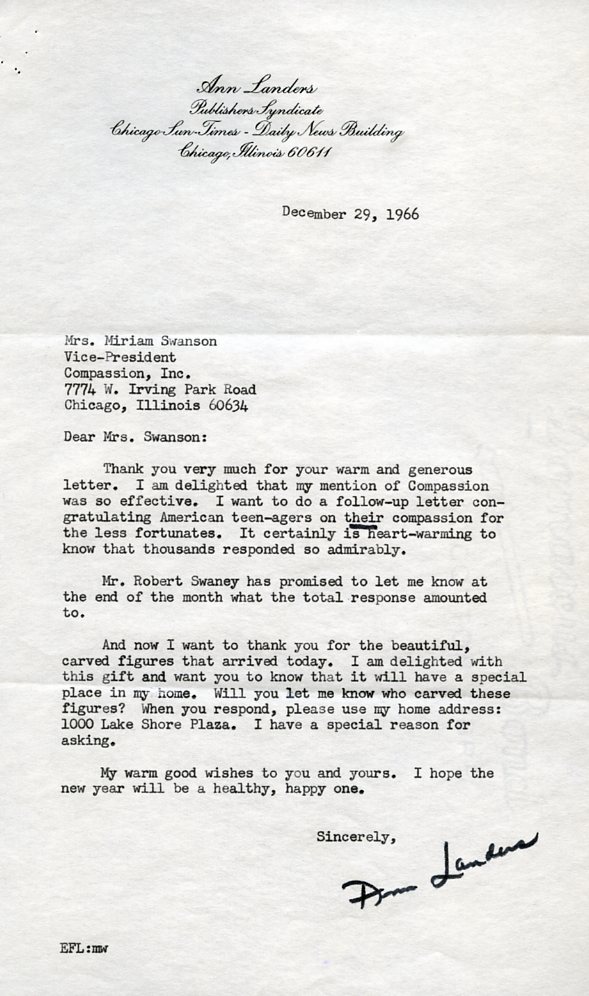 Ann Landers
Publishers Syndicate
Chicago Sun-Times - Daily News Building
Chicago, Illinois 60611
December 29, 1966
Mrs. Miriam Swanson
Vice-President
Compassion, Inc.
7774 W. Irving Park Road
Chicago, Illinois 60634
Dear Mrs. Swanson:
Thank you very much for your warm and generous
letter. I am delighted that my mention of Compassion
was so effective. I want to do a follow-up letter con-
gratulating American teen-agers on their compassion for
the less fortunates. It certainly is heart-warming to
know that thousands responded so admirably.
Mr. Robert Swaney has promised to let me know at
the end of the month what the total response amounted
to.
And now I want to thank you for the beautiful,
carved figures that arrived today. I am delighted with
this gift and want you to know that it will have a special
place in my home. Will you let me know who carved these
figures? When you respond, please use my home address:
1000 Lake Shore Plaza. I have a special reason for
asking.
My warm good wishes to you and yours. I hope the
new year will be a healthy, happy one.
Sincerely,
Ann Landers
EFL:mw